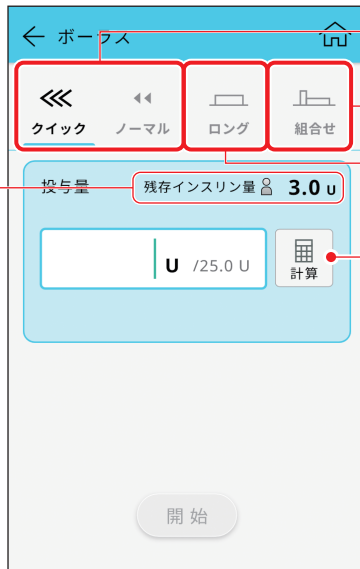 ボーラス
クイック ノーマル ロング 組合せ
投与量 残存インスリン量 3.0 U
U /25.0 U 計算
開始